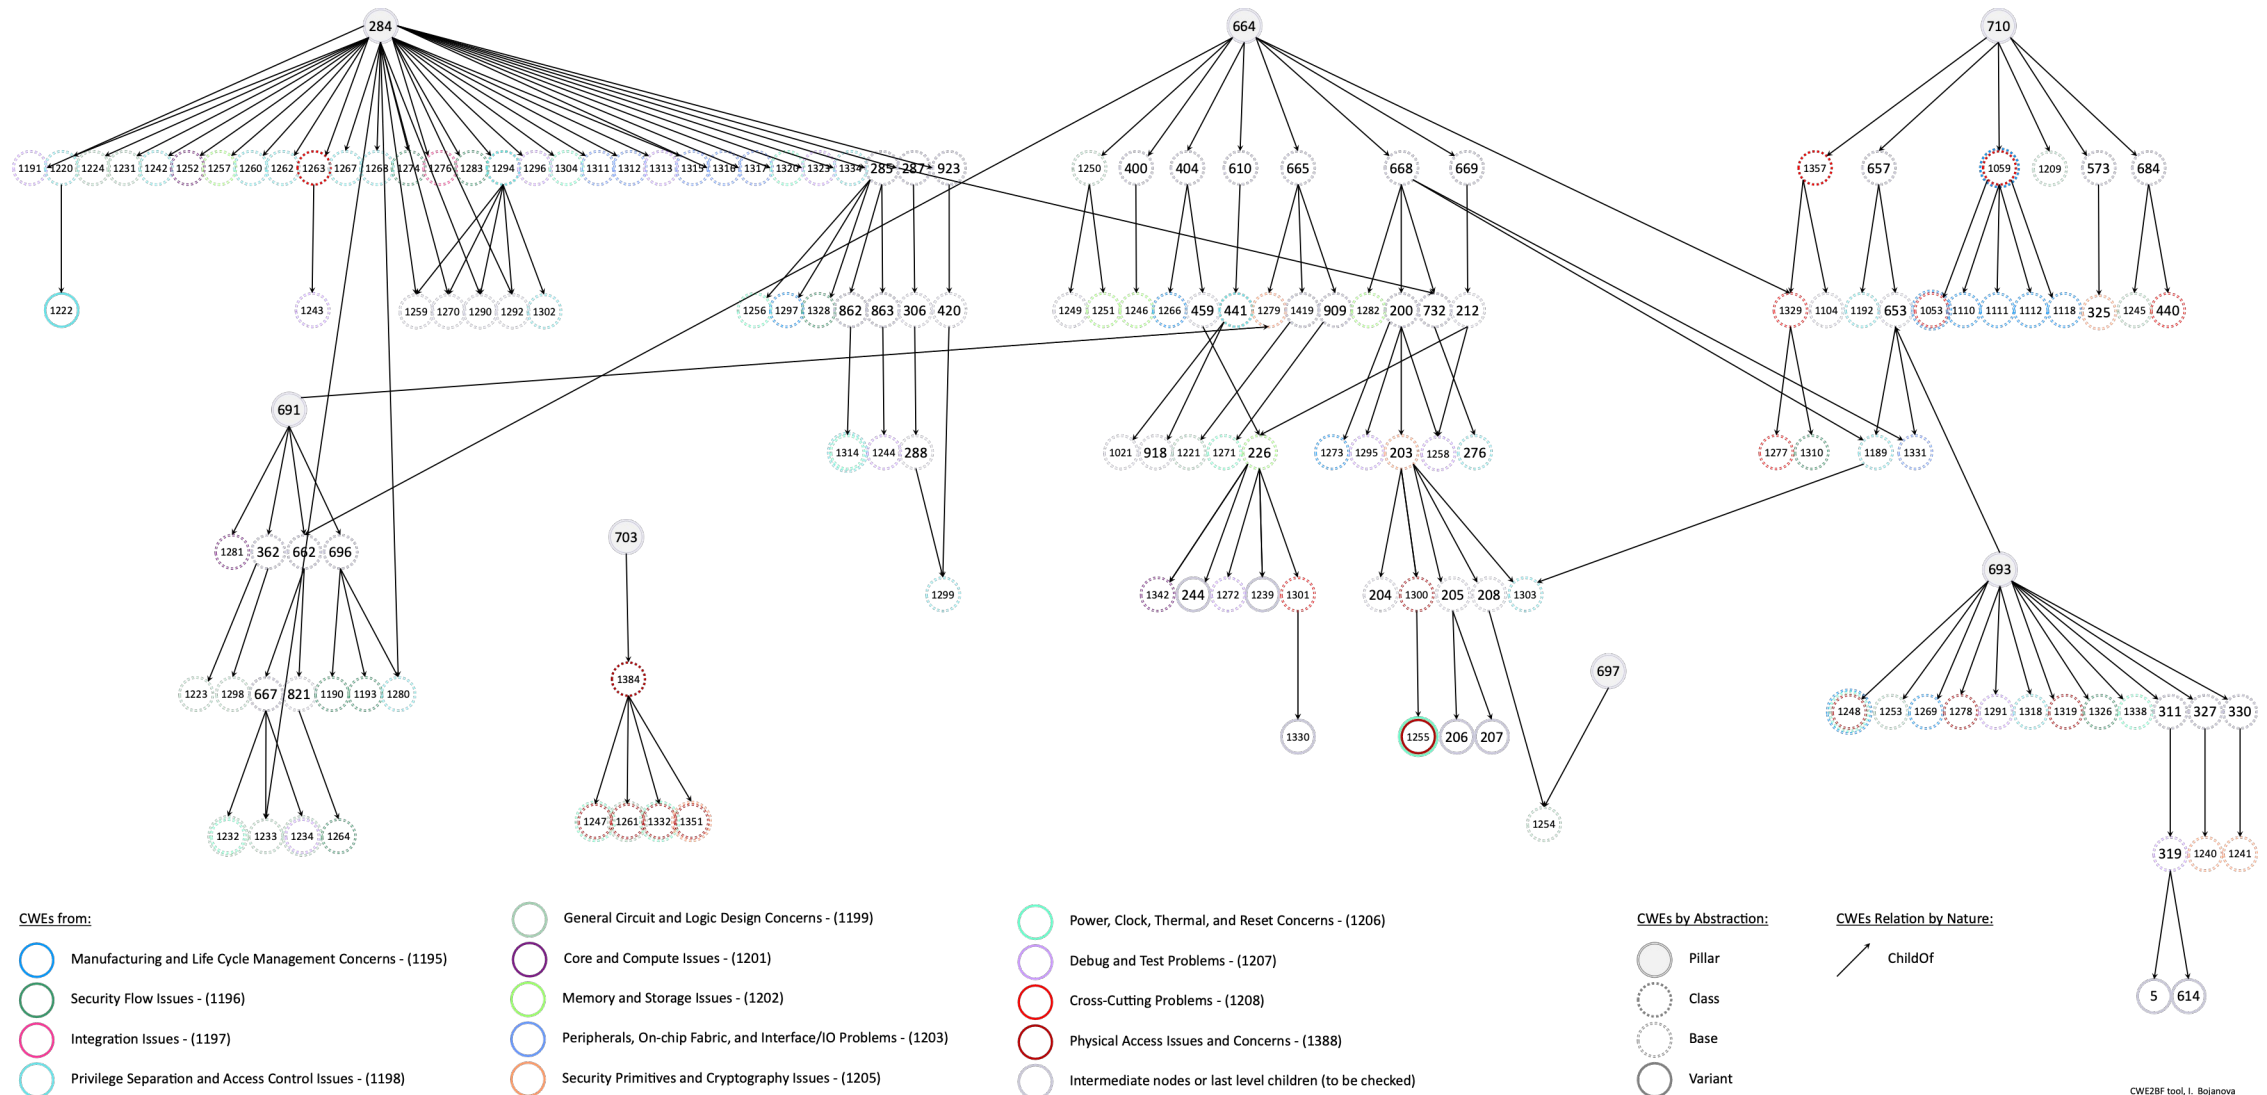 284 664 710
1191 1220 1224 1231 1242 1252 1257 1260 1262 1263 1267 1268 1274 1276 1283 1294 1296 1304 1311 1312 1313 1315 1316 1317 1320 1323 1334 285 287 923 1250 400 404 610 665 668 669 1357 657 1059 1209 573 684
1222 1243 1259 1270 1290 1292 1302 1256 1297 1328 862 863 306 420 1249 1251 1246 1266 459 441 1279 1419 909 1282 200 732 212 1329 1104 1192 653 1053 1110 1111 1112 1118 325 1245 440
691
1314 1244 288 1021 918 1221 1271 226 1273 1295 203 1258 276 1277 1310 1189 1331
703
1281 362 662 696
693
1299 1342 244 1272 1239 1301 204 1300 205 208 1303
697
1384
1223 1298 667 821 1190 1193 1280
1248 1253 1269 1278 1291 1318 1319 1326 1338 311 327 330
1330 1255 206 207
1232 1233 1234 1264 1247 1261 1332 1351 1254
319 1240 1241
5 614
CWEs from:
Manufacturing and Life Cycle Management Concerns - (1195)
Security Flow Issues - (1196)
Integration Issues - (1197)
Privilege Separation and Access Control Issues - (1198)
General Circuit and Logic Design Concerns - (1199)
Core and Compute Issues - (1201)
Memory and Storage Issues - (1202)
Peripherals, On-chip Fabric, and Interface/IO Problems - (1203)
Security Primitives and Cryptography Issues - (1205)
Power, Clock, Thermal, and Reset Concerns - (1206)
Debug and Test Problems - (1207)
Cross-Cutting Problems - (1208)
Physical Access Issues and Concerns - (1388)
Intermediate nodes or last level children (to be checked)
CWEs by Abstraction:
Pillar
Class
Base
Variant
CWEs Relation by Nature:
ChildOf
CWE2BF tool, I. Bojanova